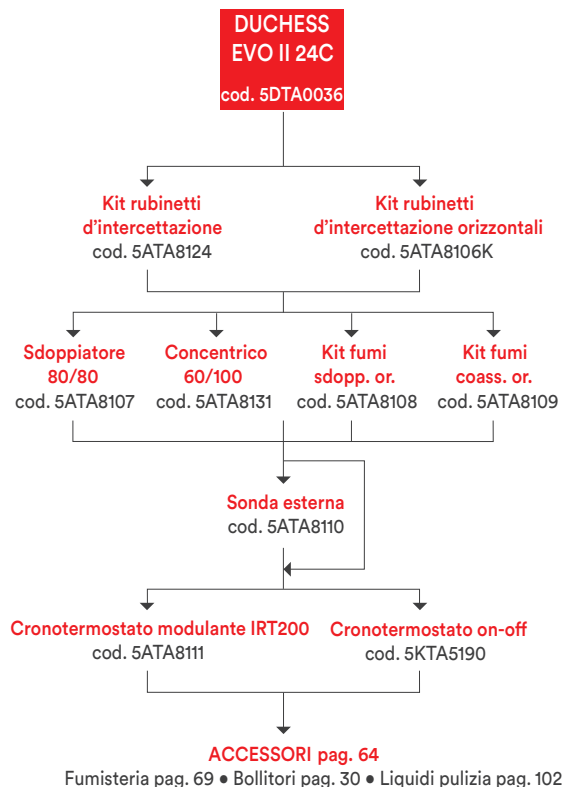 DUCHESS
EVO II 24C
cod. 5DTA0036
Kit rubinetti
d'intercettazione
cod. 5ATA8124
Kit rubinetti
d'intercettazione orizzontali
cod. 5ATA8106K
Sdoppiatore
80/80
cod. 5ATA8107
Concentrico
60/100
cod. 5ATA8131
Kit fumi
sdopp. or.
cod. 5ATA8108
Kit fumi
coass. or.
cod. 5ATA8109
Sonda esterna
cod. 5ATA8110
Cronotermostato modulante IRT200
cod. 5ATA8111
Cronotermostato on-off
cod. 5KTA5190
ACCESSORI pag. 64
Fumisteria pag. 69 • Bollitori pag. 30 • Liquidi pulizia pag. 102